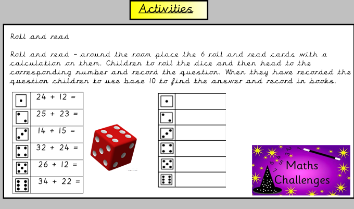 Activities
Roll and read
Roll and read - around the room place the 6 roll and read cards with a
calculation on them. Children to roll the dice and then head to the
corresponding number and record the question. When they have recorded the
question children to use base 10 to find the answer and record in books.
24 + 12 =
25 + 23 =
14 + 15 =
32 + 24 =
26 + 12 =
34 + 22 =
Maths
Challenges